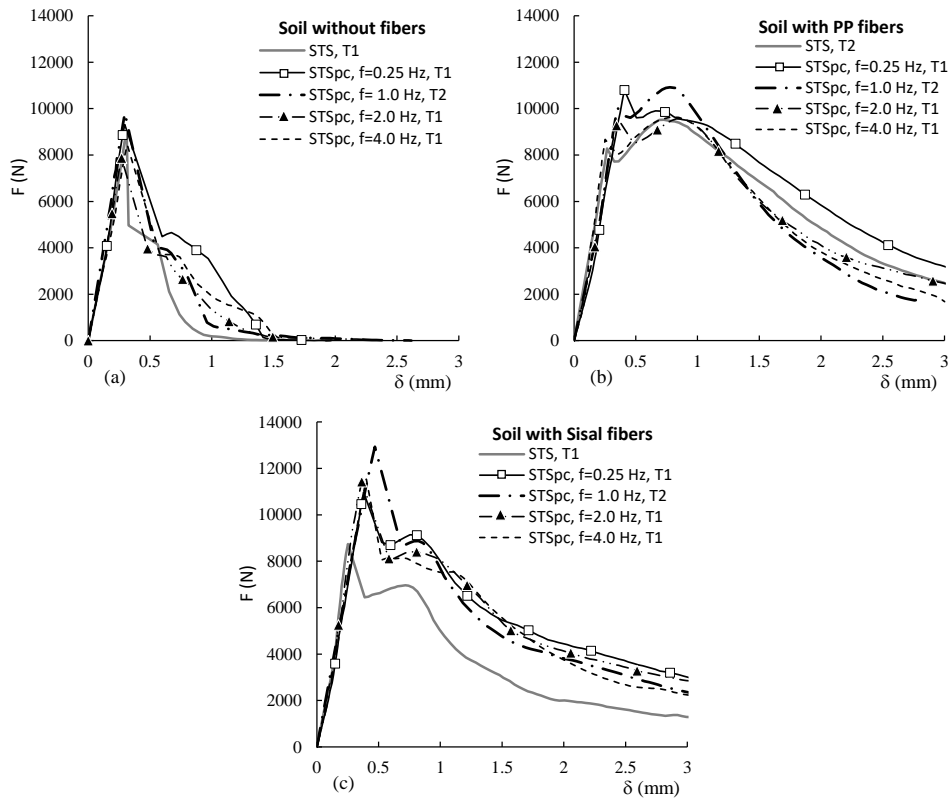 Soil without fibers
STS, T1
STSpc, f=0.25 Hz, T1
STSpc, f= 1.0 Hz, T2
STSpc, f=2.0 Hz, T1
STSpc, f=4.0 Hz, T1
14000
12000
10000
8000
6000
4000
2000
0
F (N)
0 0.5 1 1.5 2 2.5 3
(a)
δ (mm)
Soil with PP fibers
STS, T2
STSpc, f=0.25 Hz, T1
STSpc, f= 1.0 Hz, T2
STSpc, f=2.0 Hz, T1
STSpc, f=4.0 Hz, T1
14000
12000
10000
8000
6000
4000
2000
0
F (N)
0 0.5 1 1.5 2 2.5 3
(b)
δ (mm)
Soil with Sisal fibers
STS, T1
STSpc, f=0.25 Hz, T1
STSpc, f= 1.0 Hz, T2
STSpc, f=2.0 Hz, T1
STSpc, f=4.0 Hz, T1
14000
12000
10000
8000
6000
4000
2000
0
F (N)
0 0.5 1 1.5 2 2.5 3
(c)
δ (mm)